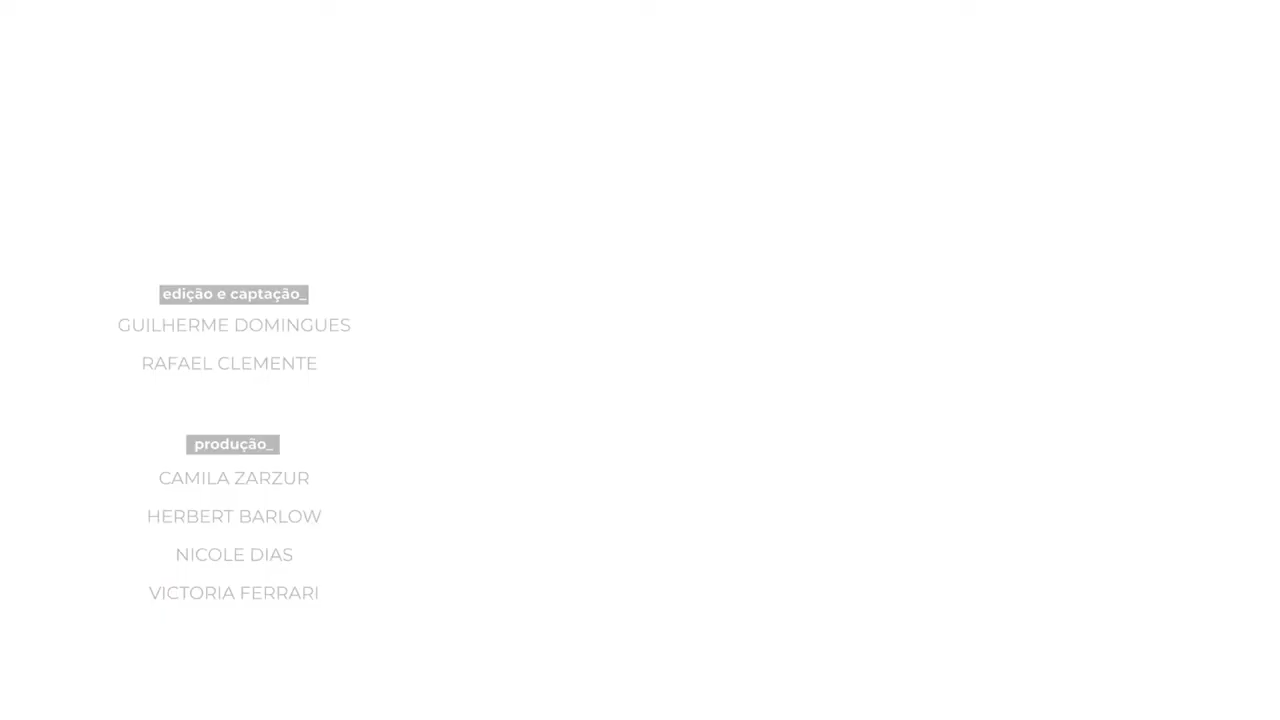 edição e captação_
GUILHERME DOMINGUES
RAFAEL CLEMENTE
produção_
CAMILA ZARZUR
HERBERT BARLOW
NICOLE DIAS
VICTORIA FERRARI